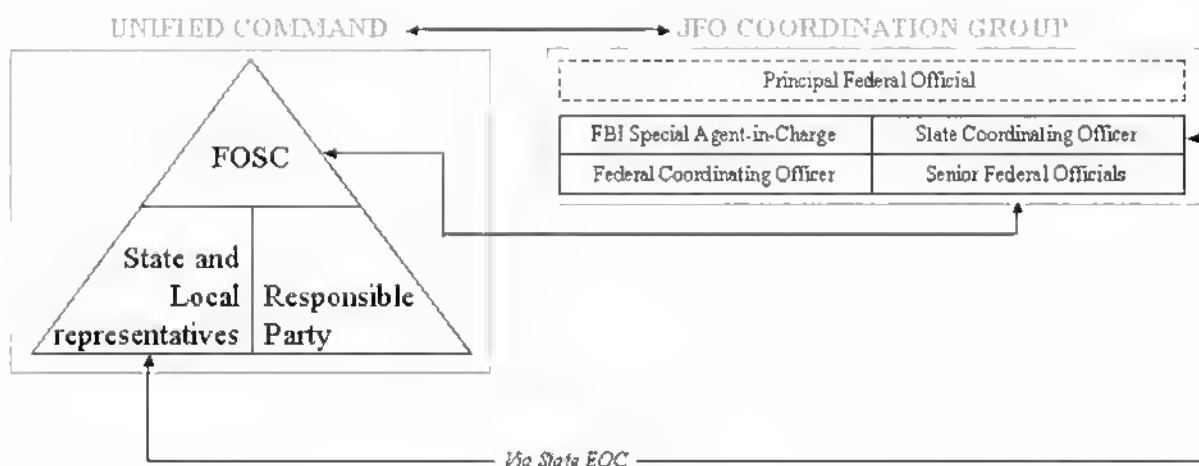 UNIFIED COMMAND
JFO COORDINATION GROUP
Principal Federal Official
FBI Special Agent-in-Charge
State Coordinating Officer
Federal Coordinating Officer
Senior Federal Officials
FOSC
State and
Local
representatives
Responsible
Party
Via State EOC